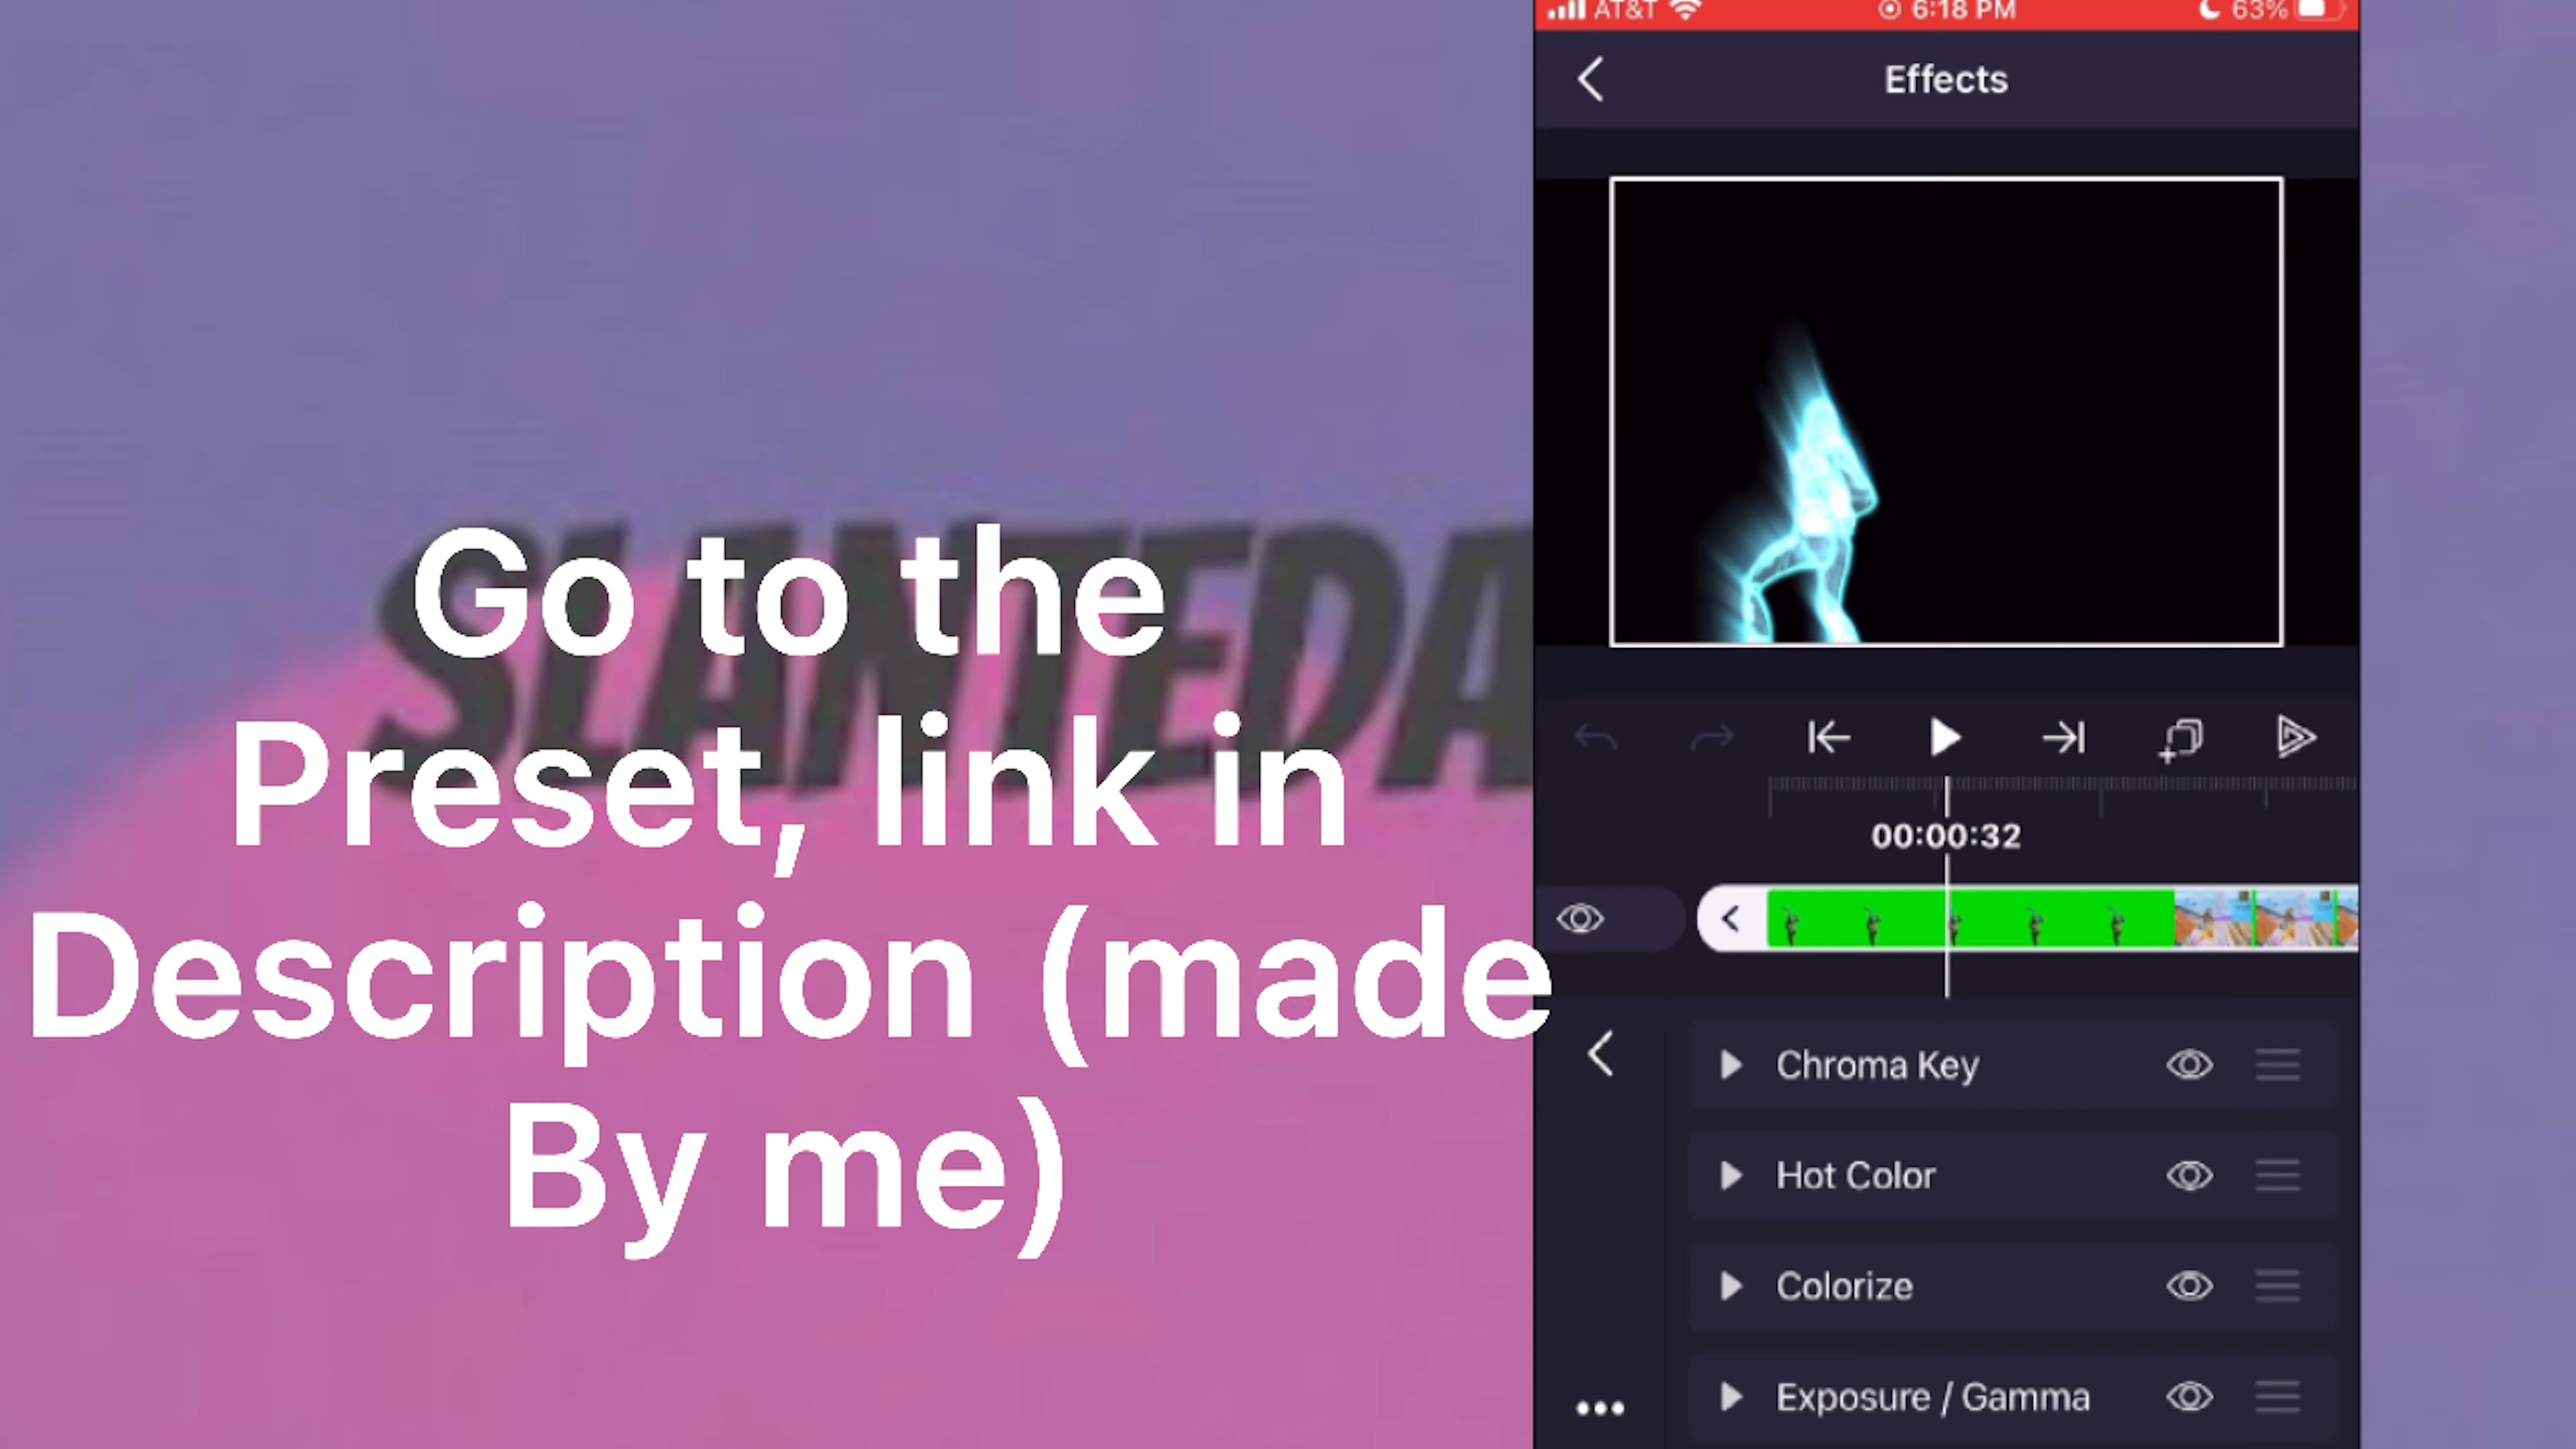 AT&T
6:18 PM
63%
Effects
SLANTEDA
Go to the
Preset, link in
Description (made
By me)
00:00:32
Chroma Key
Hot Color
Colorize
Exposure / Gamma